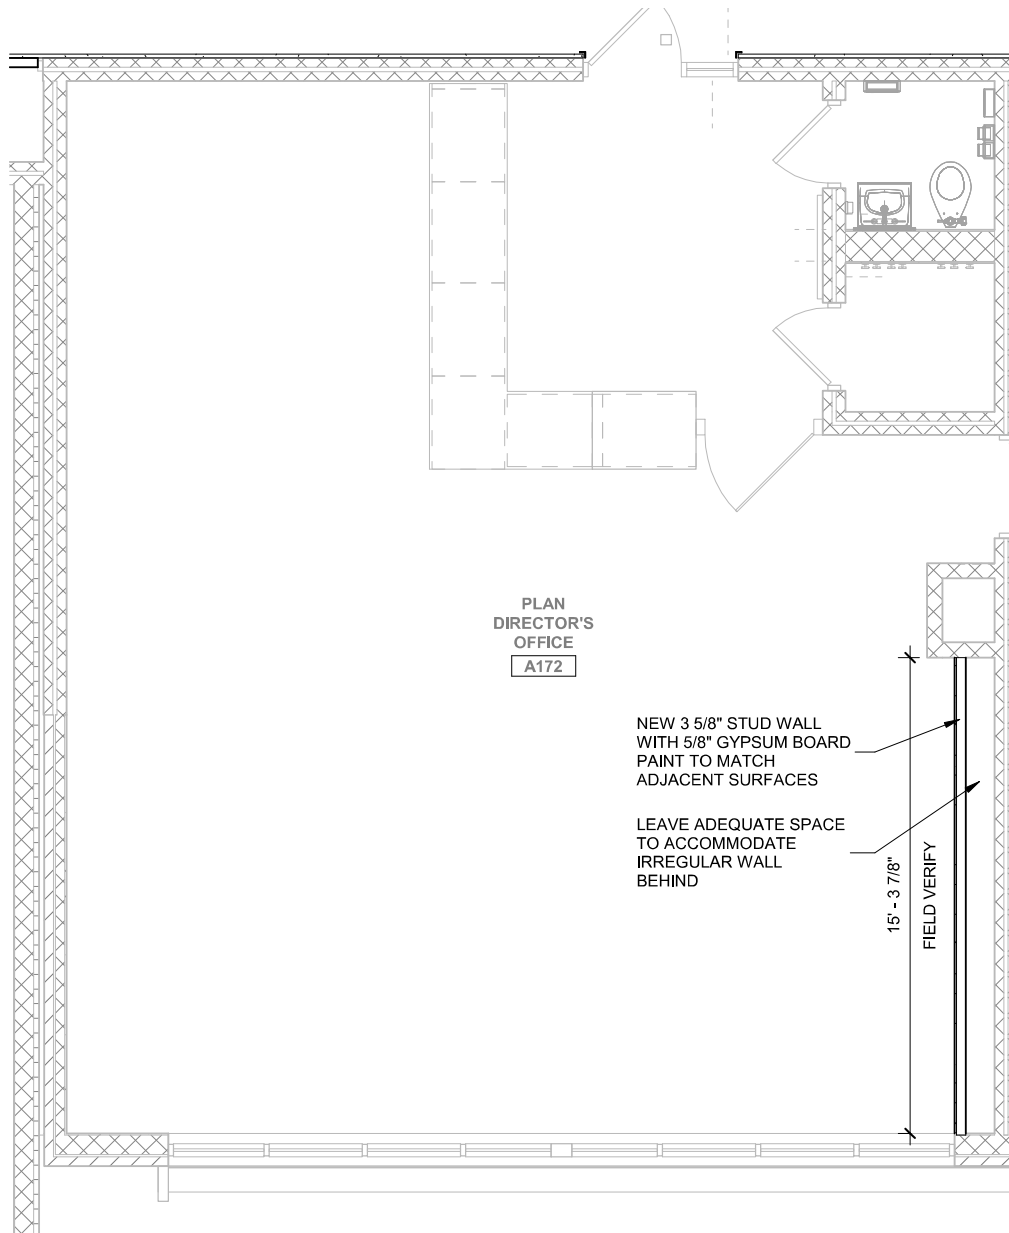 PLAN
DIRECTOR'S
OFFICE
A172
NEW 3 5/8" STUD WALL
WITH 5/8" GYPSUM BOARD
PAINT TO MATCH
ADJACENT SURFACES
LEAVE ADEQUATE SPACE
TO ACCOMMODATE
IRREGULAR WALL
BEHIND
15' - 3 7/8"
FIELD VERIFY